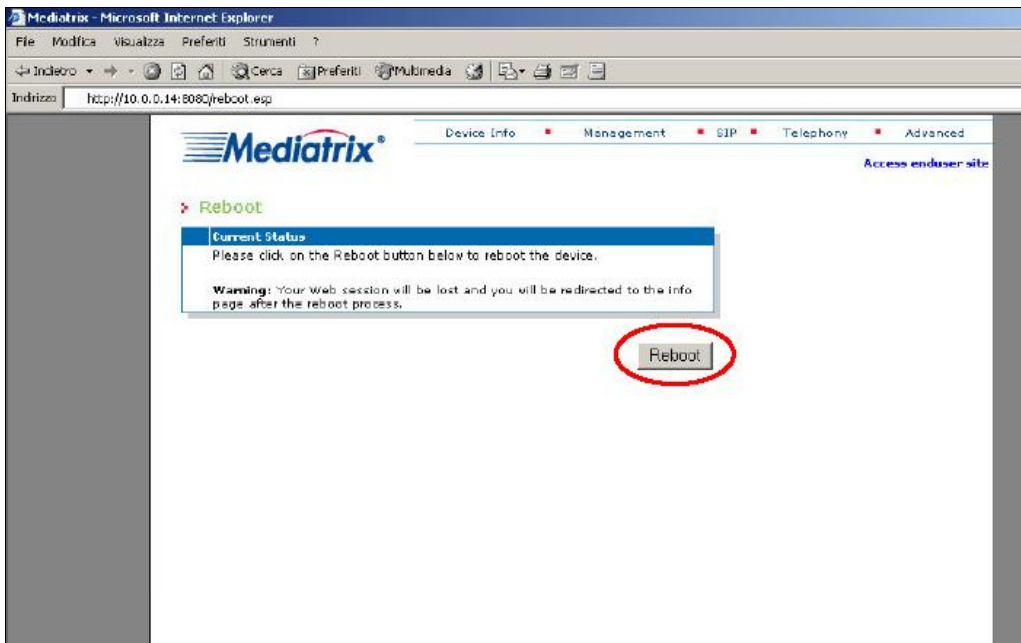 Mediatrix - Microsoft Internet Explorer
File Modifica Visualizza Preferiti Strumenti ?
Indietro Cerca Preferiti Multimedia
Indirizzo http://10.0.0.14:8080/reboot.esp
Mediatrix®
Device Info Management SIP Telephony Advanced
Access enduser site
Reboot
Current Status
Please click on the Reboot button below to reboot the device.
Warning: Your Web session will be lost and you will be redirected to the info
page after the reboot process.
Reboot